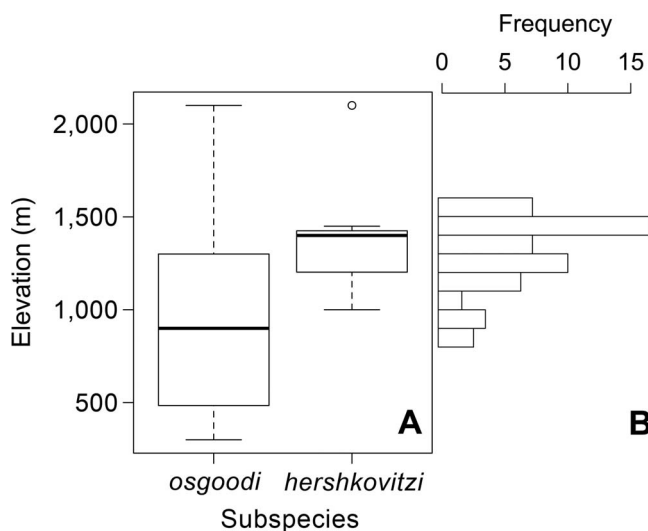 Frequency
0 5 10 15
2,000
1,500
1,000
500
Elevation (m)
A
B
osgoodi hershkovitzi
Subspecies